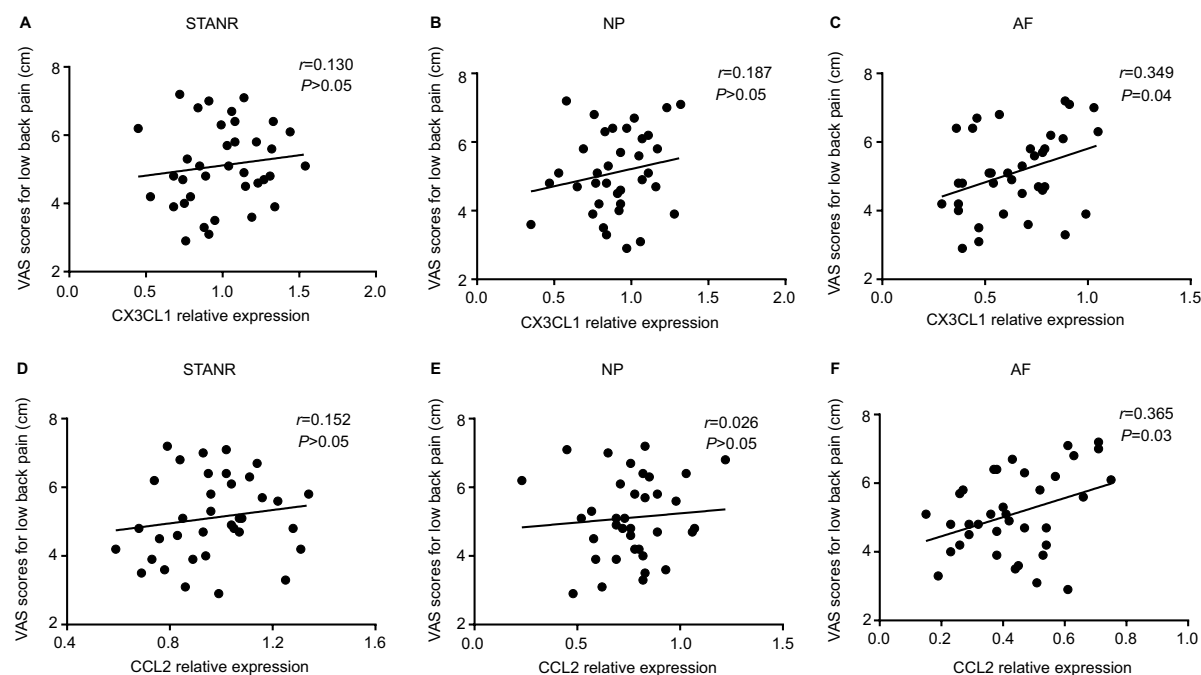 A
STANR
VAS scores for low back pain (cm)
8
6
4
2
0.0
0.5
1.0
1.5
2.0
CX3CL1 relative expression
r=0.130
P>0.05
B
NP
VAS scores for low back pain (cm)
8
6
4
2
0.0
0.5
1.0
1.5
2.0
CX3CL1 relative expression
r=0.187
P>0.05
C
AF
VAS scores for low back pain (cm)
8
6
4
2
0.0
0.5
1.0
1.5
CX3CL1 relative expression
r=0.349
P=0.04
D
STANR
VAS scores for low back pain (cm)
8
6
4
2
0.4
0.8
1.2
1.6
CCL2 relative expression
r=0.152
P>0.05
E
NP
VAS scores for low back pain (cm)
8
6
4
2
0.0
0.5
1.0
1.5
CCL2 relative expression
r=0.026
P>0.05
F
AF
VAS scores for low back pain (cm)
8
6
4
2
0.0
0.2
0.4
0.6
0.8
1.0
CCL2 relative expression
r=0.365
P=0.03